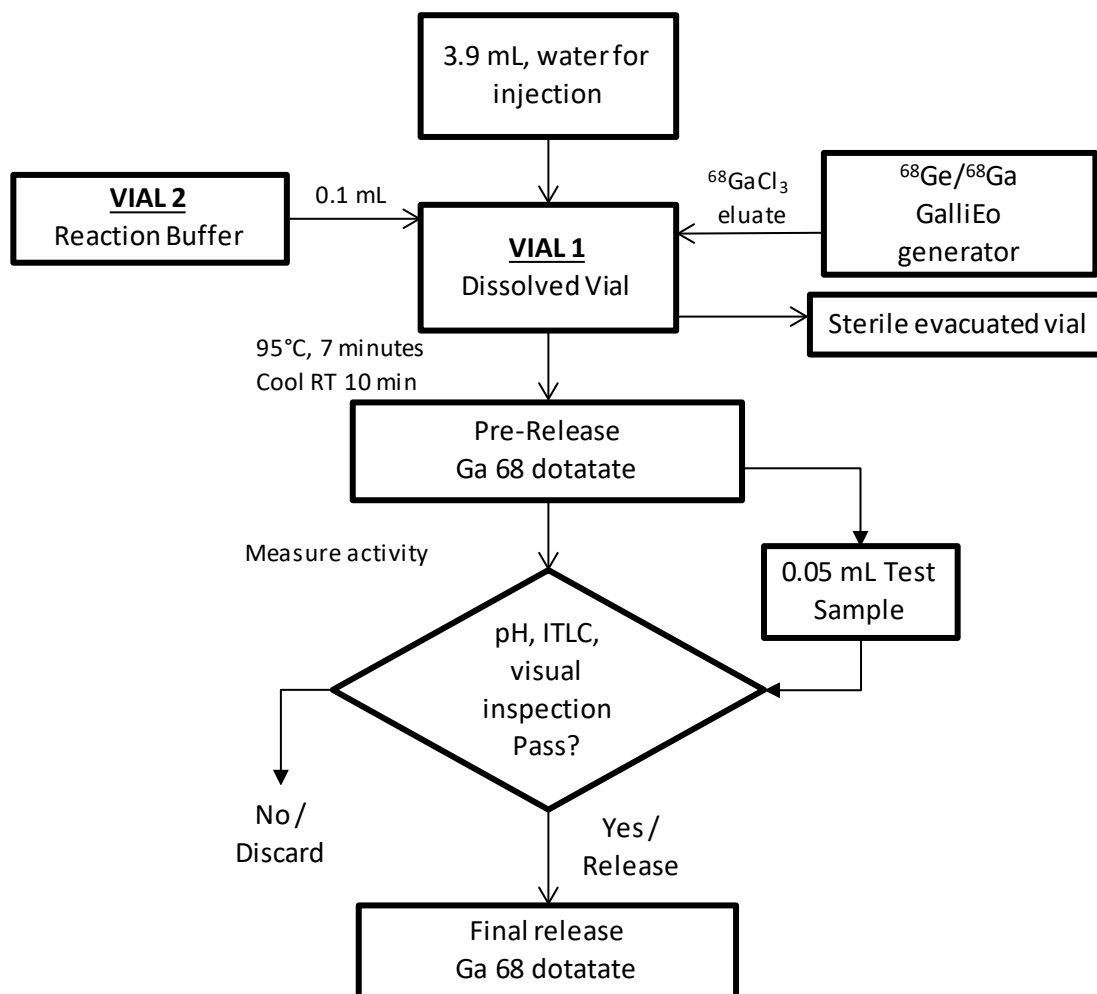 3.9 mL, water for
injection
VIAL 2
Reaction Buffer
0.1 mL
⁶⁸GaCl₃
eluate
⁶⁸Ge/⁶⁸Ga
GalliEo
generator
VIAL 1
Dissolved Vial
Sterile evacuated vial
95°C, 7 minutes
Cool RT 10 min
Pre-Release
Ga 68 dotatate
Measure activity
0.05 mL Test
Sample
pH, ITLC,
visual
inspection
Pass?
No /
Discard
Yes /
Release
Final release
Ga 68 dotatate